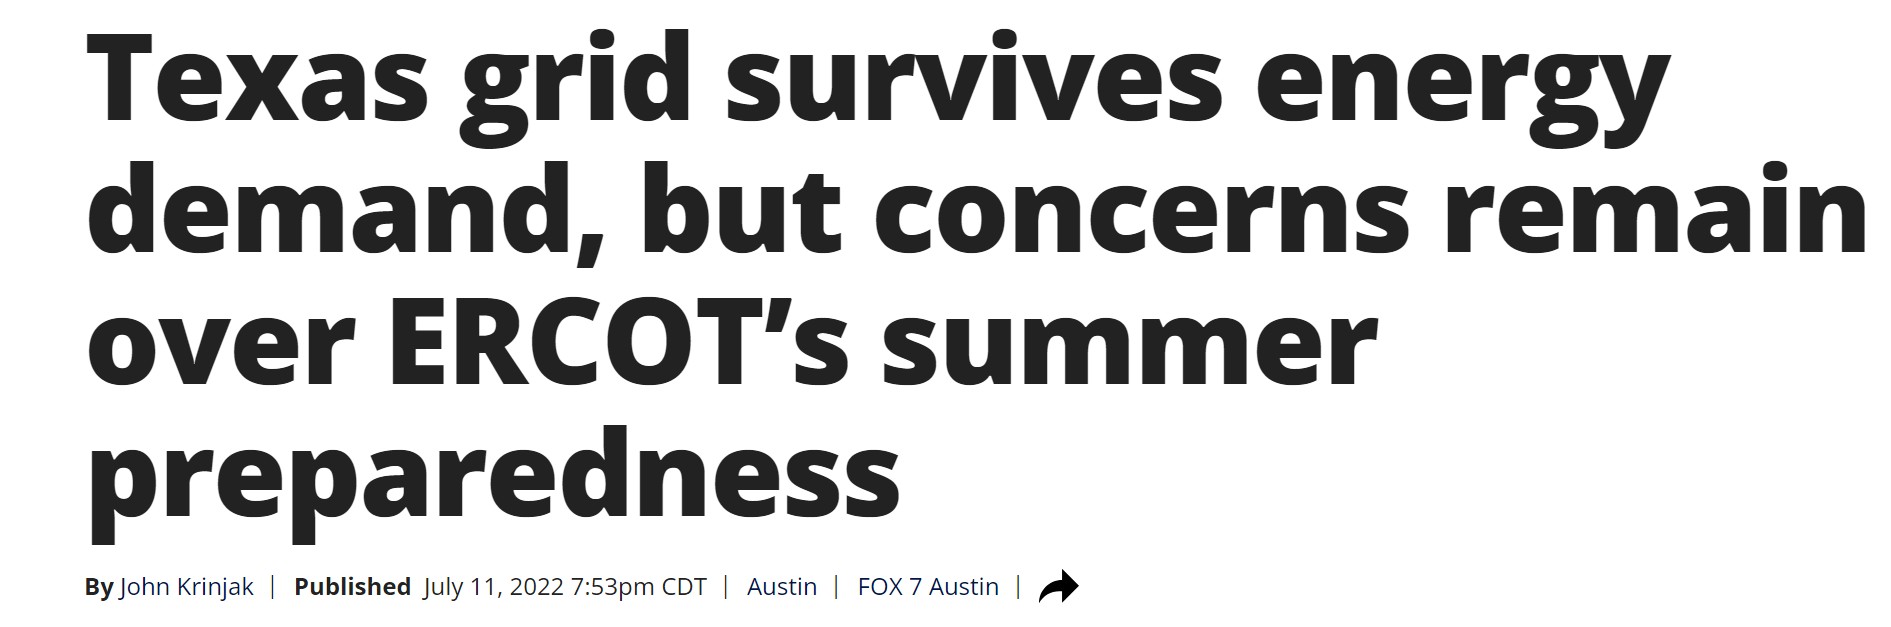 Texas grid survives energy
demand, but concerns remain
over ERCOT’s summer
preparedness
By John Krinjak | Published July 11, 2022 7:53pm CDT | Austin | FOX 7 Austin |